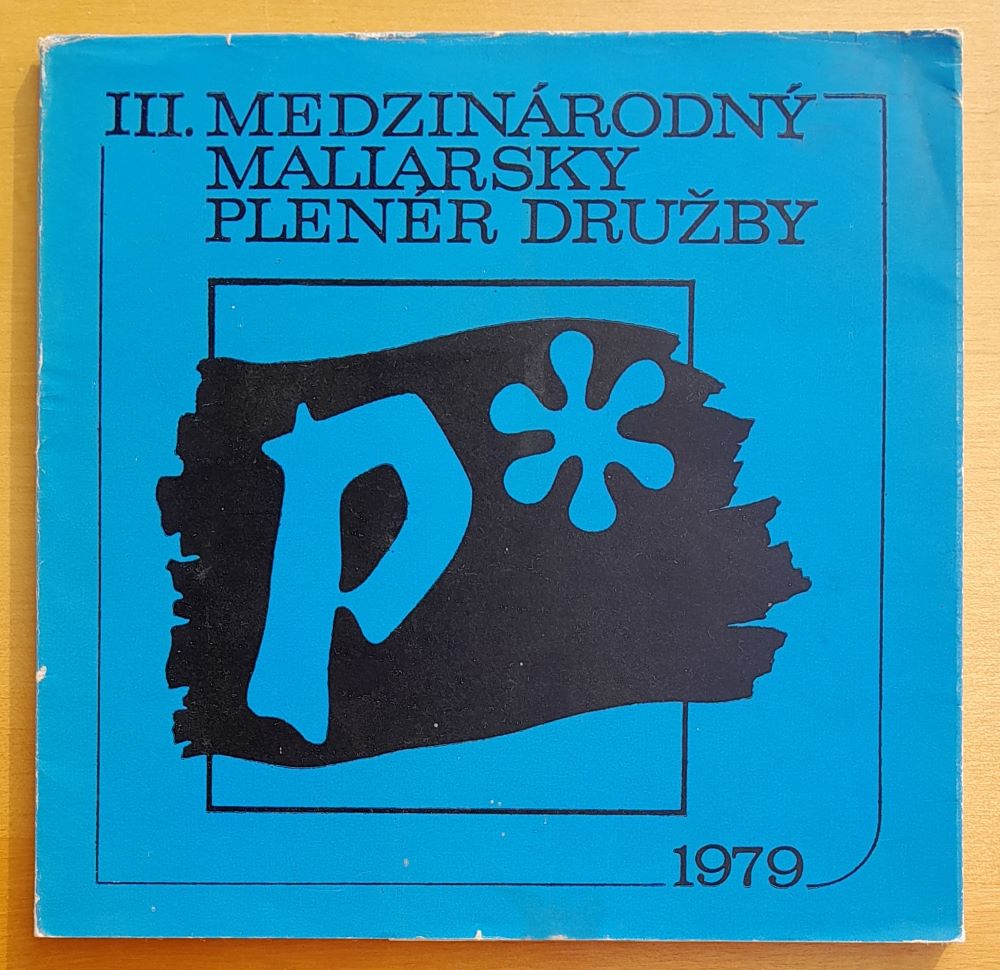 III. MEDZINÁRODNÝ
MALIARSKY
PLENÉR DRUŽBY
P
1979